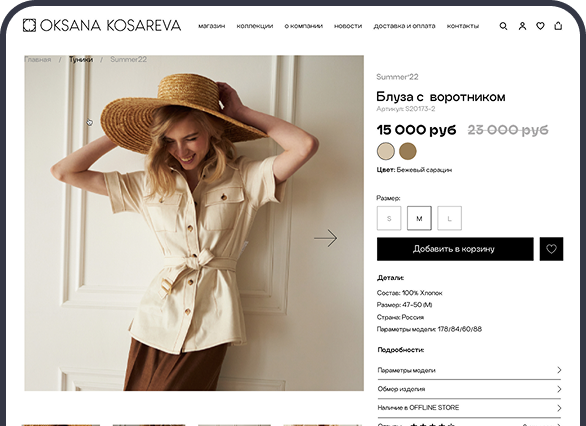 OKSANA KOSAREVA
магазин коллекции о компании новости доставка и оплата контакты
Главная / Туники / Summer22
Summer'22
Блуза с воротником
Артикул S20173-2
15 000 руб 23 000 руб
Цвет: Бежевый сарацин
Размер:
S M L
Добавить в корзину
Детали:
Состав: 100% Хлопок
Размер: 47-50 (M)
Страна: Россия
Параметры модели: 178/84/60/88
Подробности:
Параметры модели
Обмер изделия
Наличие в OFFLINE STORE